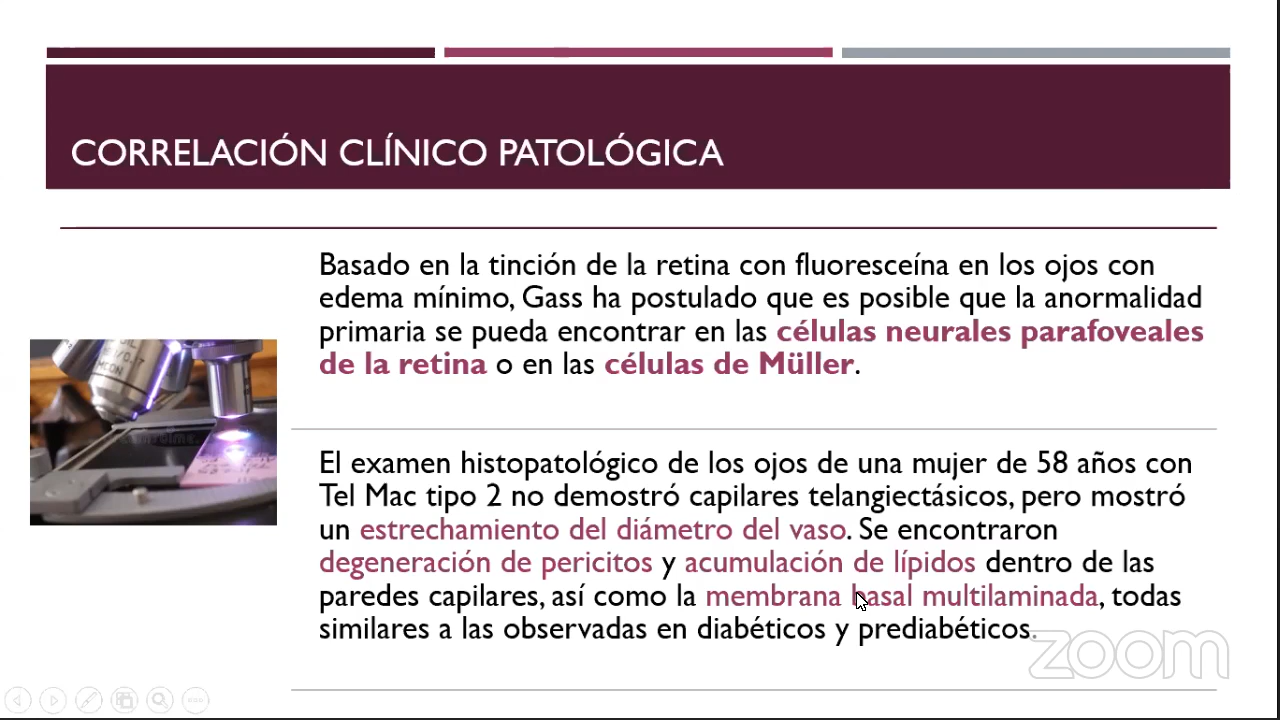 CORRELACIÓN CLÍNICO PATOLÓGICA
Basado en la tinción de la retina con fluoresceína en los ojos con
edema mínimo, Gass ha postulado que es posible que la anormalidad
primaria se pueda encontrar en las células neurales parafoveales
de la retina o en las células de Müller.
El examen histopatológico de los ojos de una mujer de 58 años con
Tel Mac tipo 2 no demostró capilares telangiectásicos, pero mostró
un estrechamiento del diámetro del vaso. Se encontraron
degeneración de pericitos y acumulación de lípidos dentro de las
paredes capilares, así como la membrana basal multilaminada, todas
similares a las observadas en diabéticos y prediabéticos.
zoom